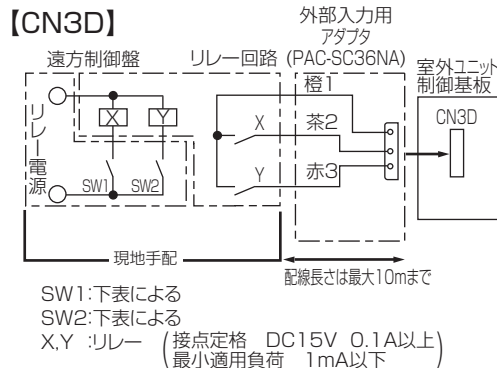 【CN3D】
外部入力用
アダプタ
(PAC-SC36NA)
遠方制御盤
リレー回路
室外ユニット
制御基板
リレー電源
X
Y
SW1
SW2
X
Y
橙1
茶2
赤3
CN3D
現地手配
配線長さは最大10mまで
SW1:下表による
SW2:下表による
X,Y :リレー (接点定格 DC15V 0.1A以上
最小適用負荷 1mA以下)